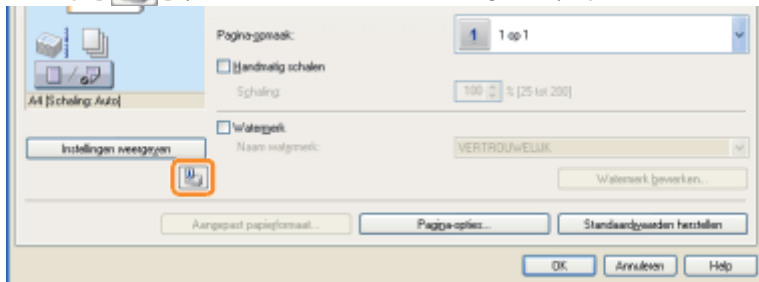 Pagina-opmaak:
1 1 op 1
Handmatig schalen
A4 [Schaling: Auto]
Schaling:
100 % [25 tot 200]
Watermerk
Instellingen weergeven
Naam watermerk:
VERTROUWELIJK
Watermerk bewerken...
Aangepast papierformaat...
Pagina-opties...
Standaardwaarden herstellen
OK
Annuleren
Help